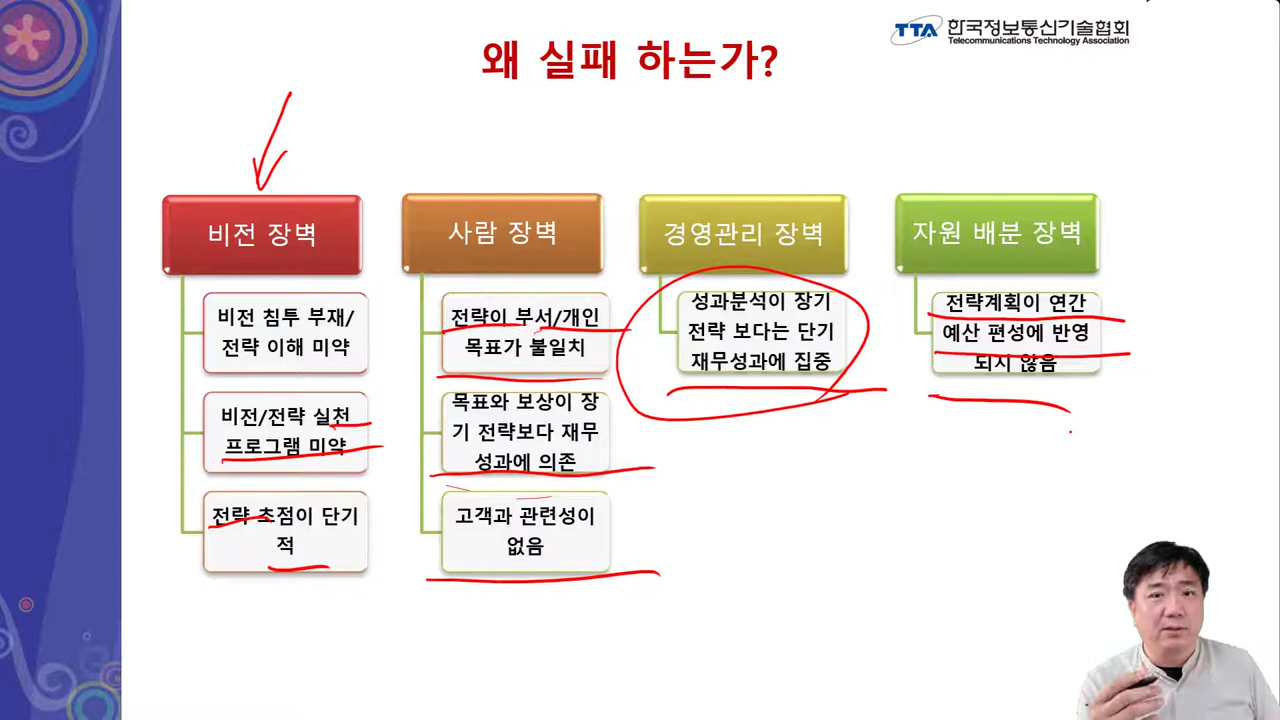 TTA 한국정보통신기술협회
Telecommunications Technology Association
왜 실패 하는가?
비전 장벽
비전 침투 부재/
전략 이해 미약
비전/전략 실천
프로그램 미약
전략 초점이 단기
적
사람 장벽
전략이 부서/개인
목표가 불일치
목표와 보상이 장
기 전략보다 재무
성과에 의존
고객과 관련성이
없음
경영관리 장벽
성과분석이 장기
전략 보다는 단기
재무성과에 집중
자원 배분 장벽
전략계획이 연간
예산 편성에 반영
되시 않음